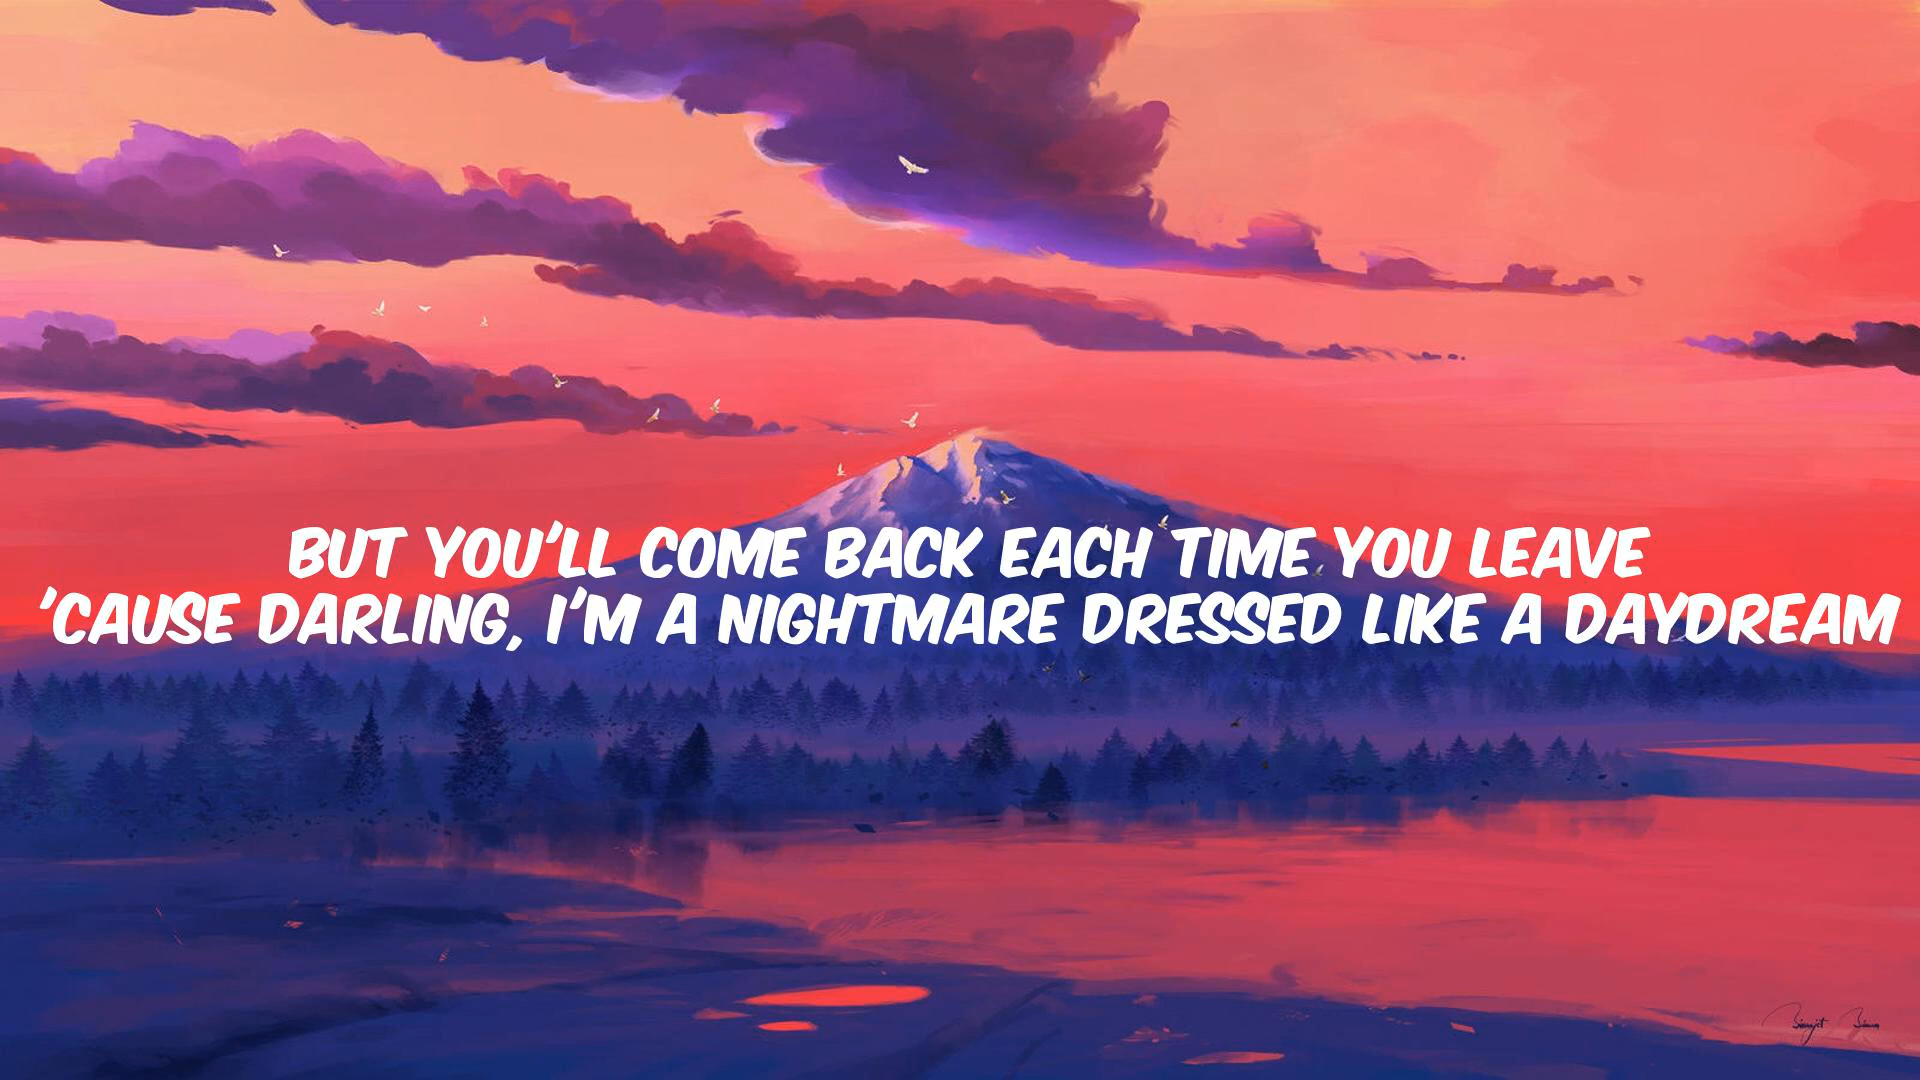 BUT YOU'LL COME BACK EACH TIME YOU LEAVE
'CAUSE DARLING, I'M A NIGHTMARE DRESSED LIKE A DAYDREAM